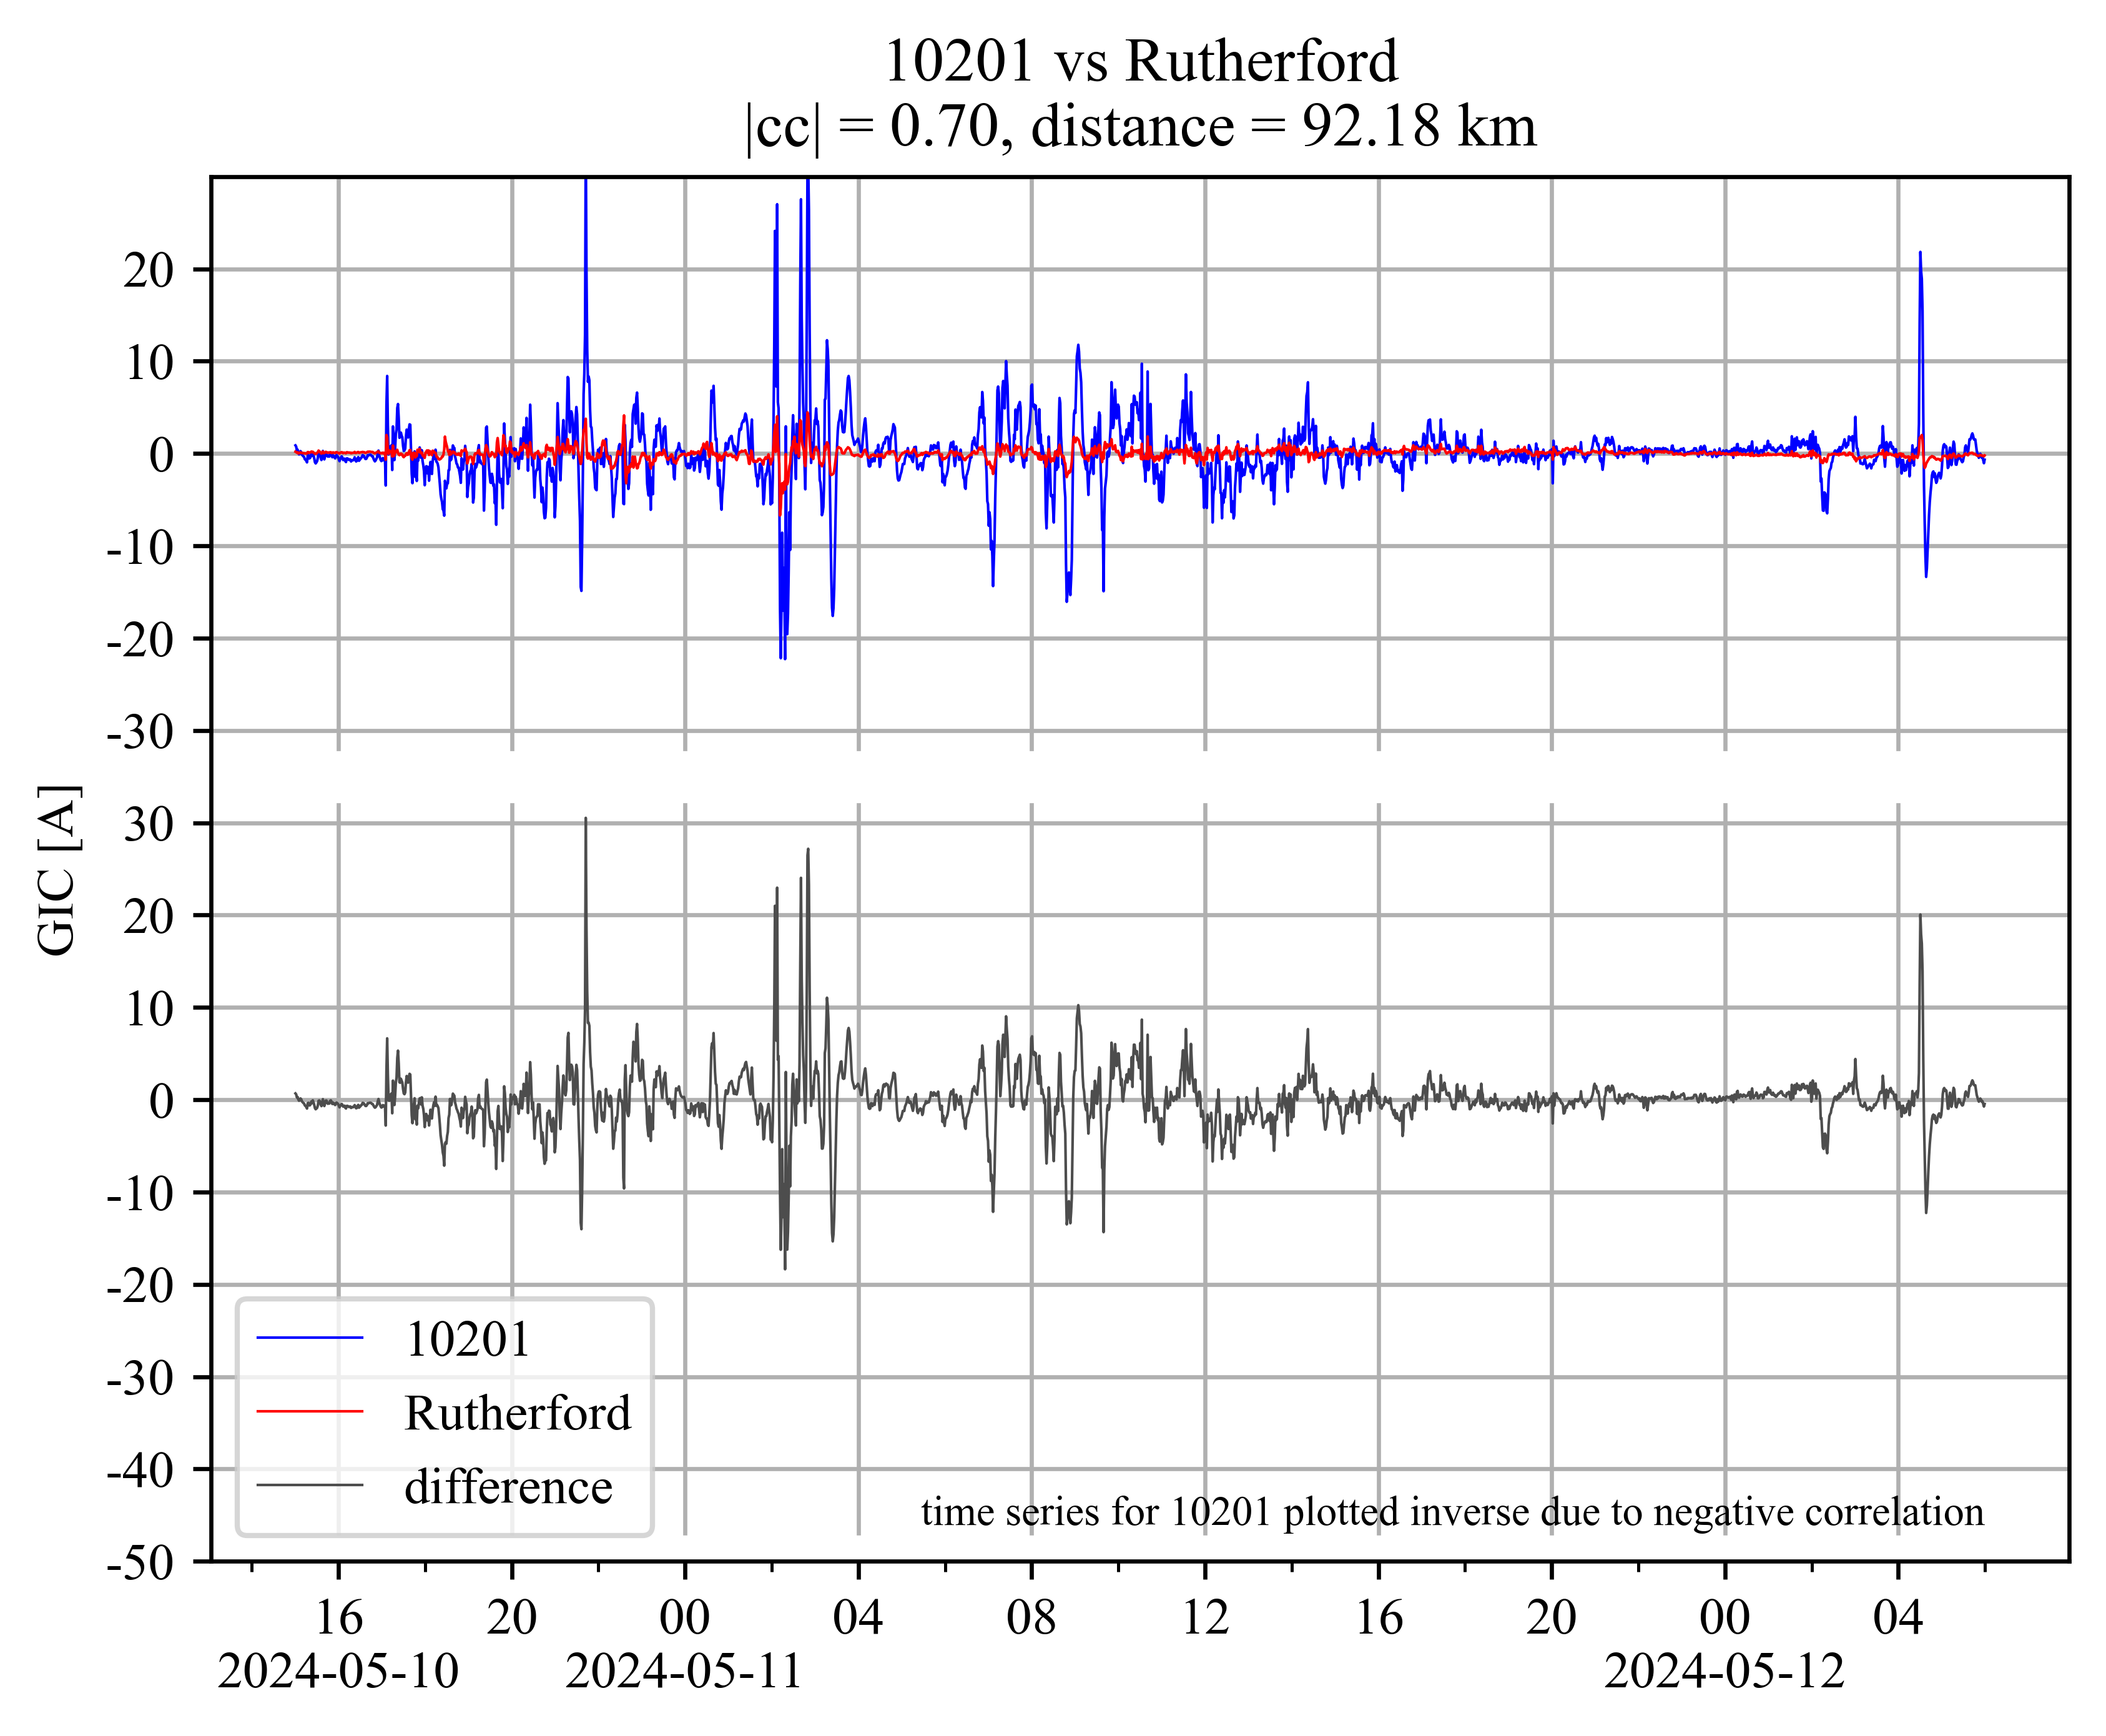 10201 vs Rutherford
|cc| = 0.70, distance = 92.18 km
GIC [A]
20
10
0
-10
-20
-30
30
20
10
0
-10
-20
-30
-40
-50
10201
Rutherford
difference
time series for 10201 plotted inverse due to negative correlation
16 20 00 04 08 12 16 20 00 04
2024-05-10 2024-05-11 2024-05-12